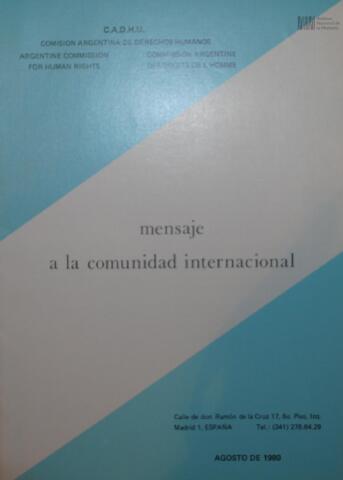 C.A.D.H.U.
COMISION ARGENTINA DE DERECHOS HUMANOS
ARGENTINE COMMISSION
FOR HUMAN RIGHTS
COMMISSION ARGENTINE
DES DROITS DE L'HOMME
mensaje
a la comunidad internacional
Calle de don Ramón de la Cruz 17, 6o. Piso, Izq.
Madrid 1, ESPAÑA Tel.: (341) 276.64.29
AGOSTO DE 1980